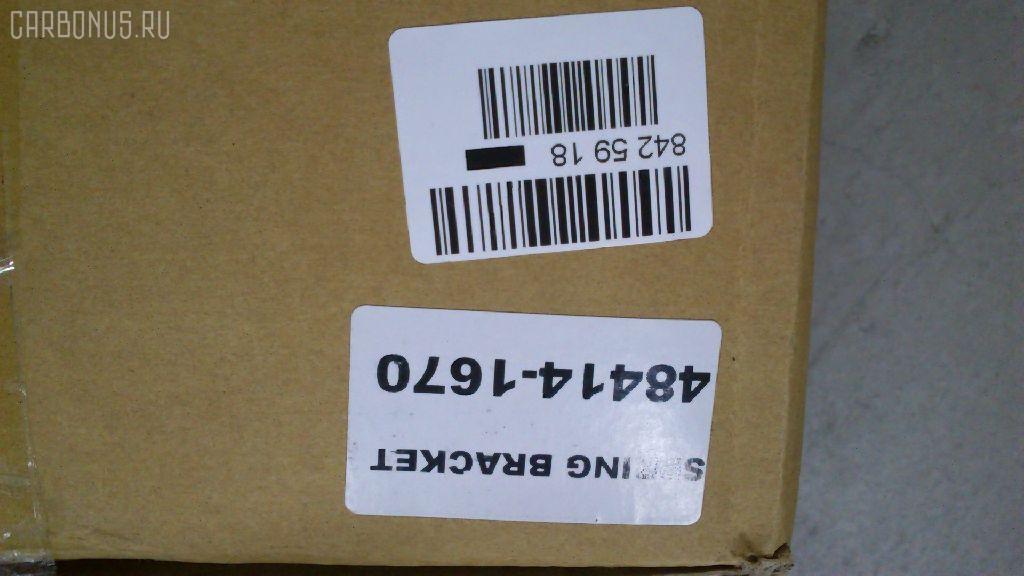 CARBONUS.RU
SPRING BRACKET
48414-1670
842 59 18